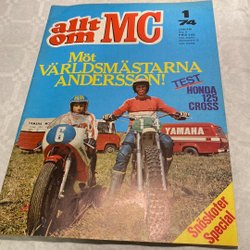 allt
om MC
1
74
Möt
VÄRLDSMÄSTARNA
ANDERSSON!
TEST
HONDA
125
CROSS
YAMAHA
6
Snöskoter
Special